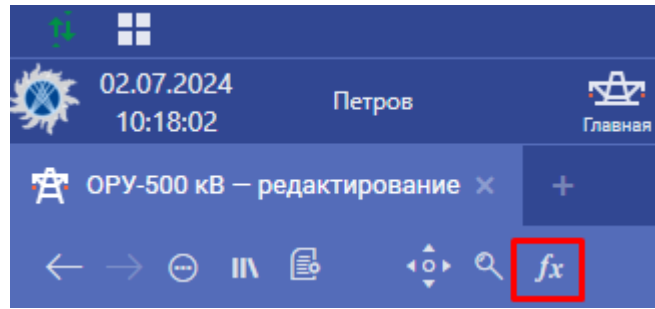 02.07.2024
10:18:02
Петров
Главная
ОРУ-500 кВ — редактирование
fx